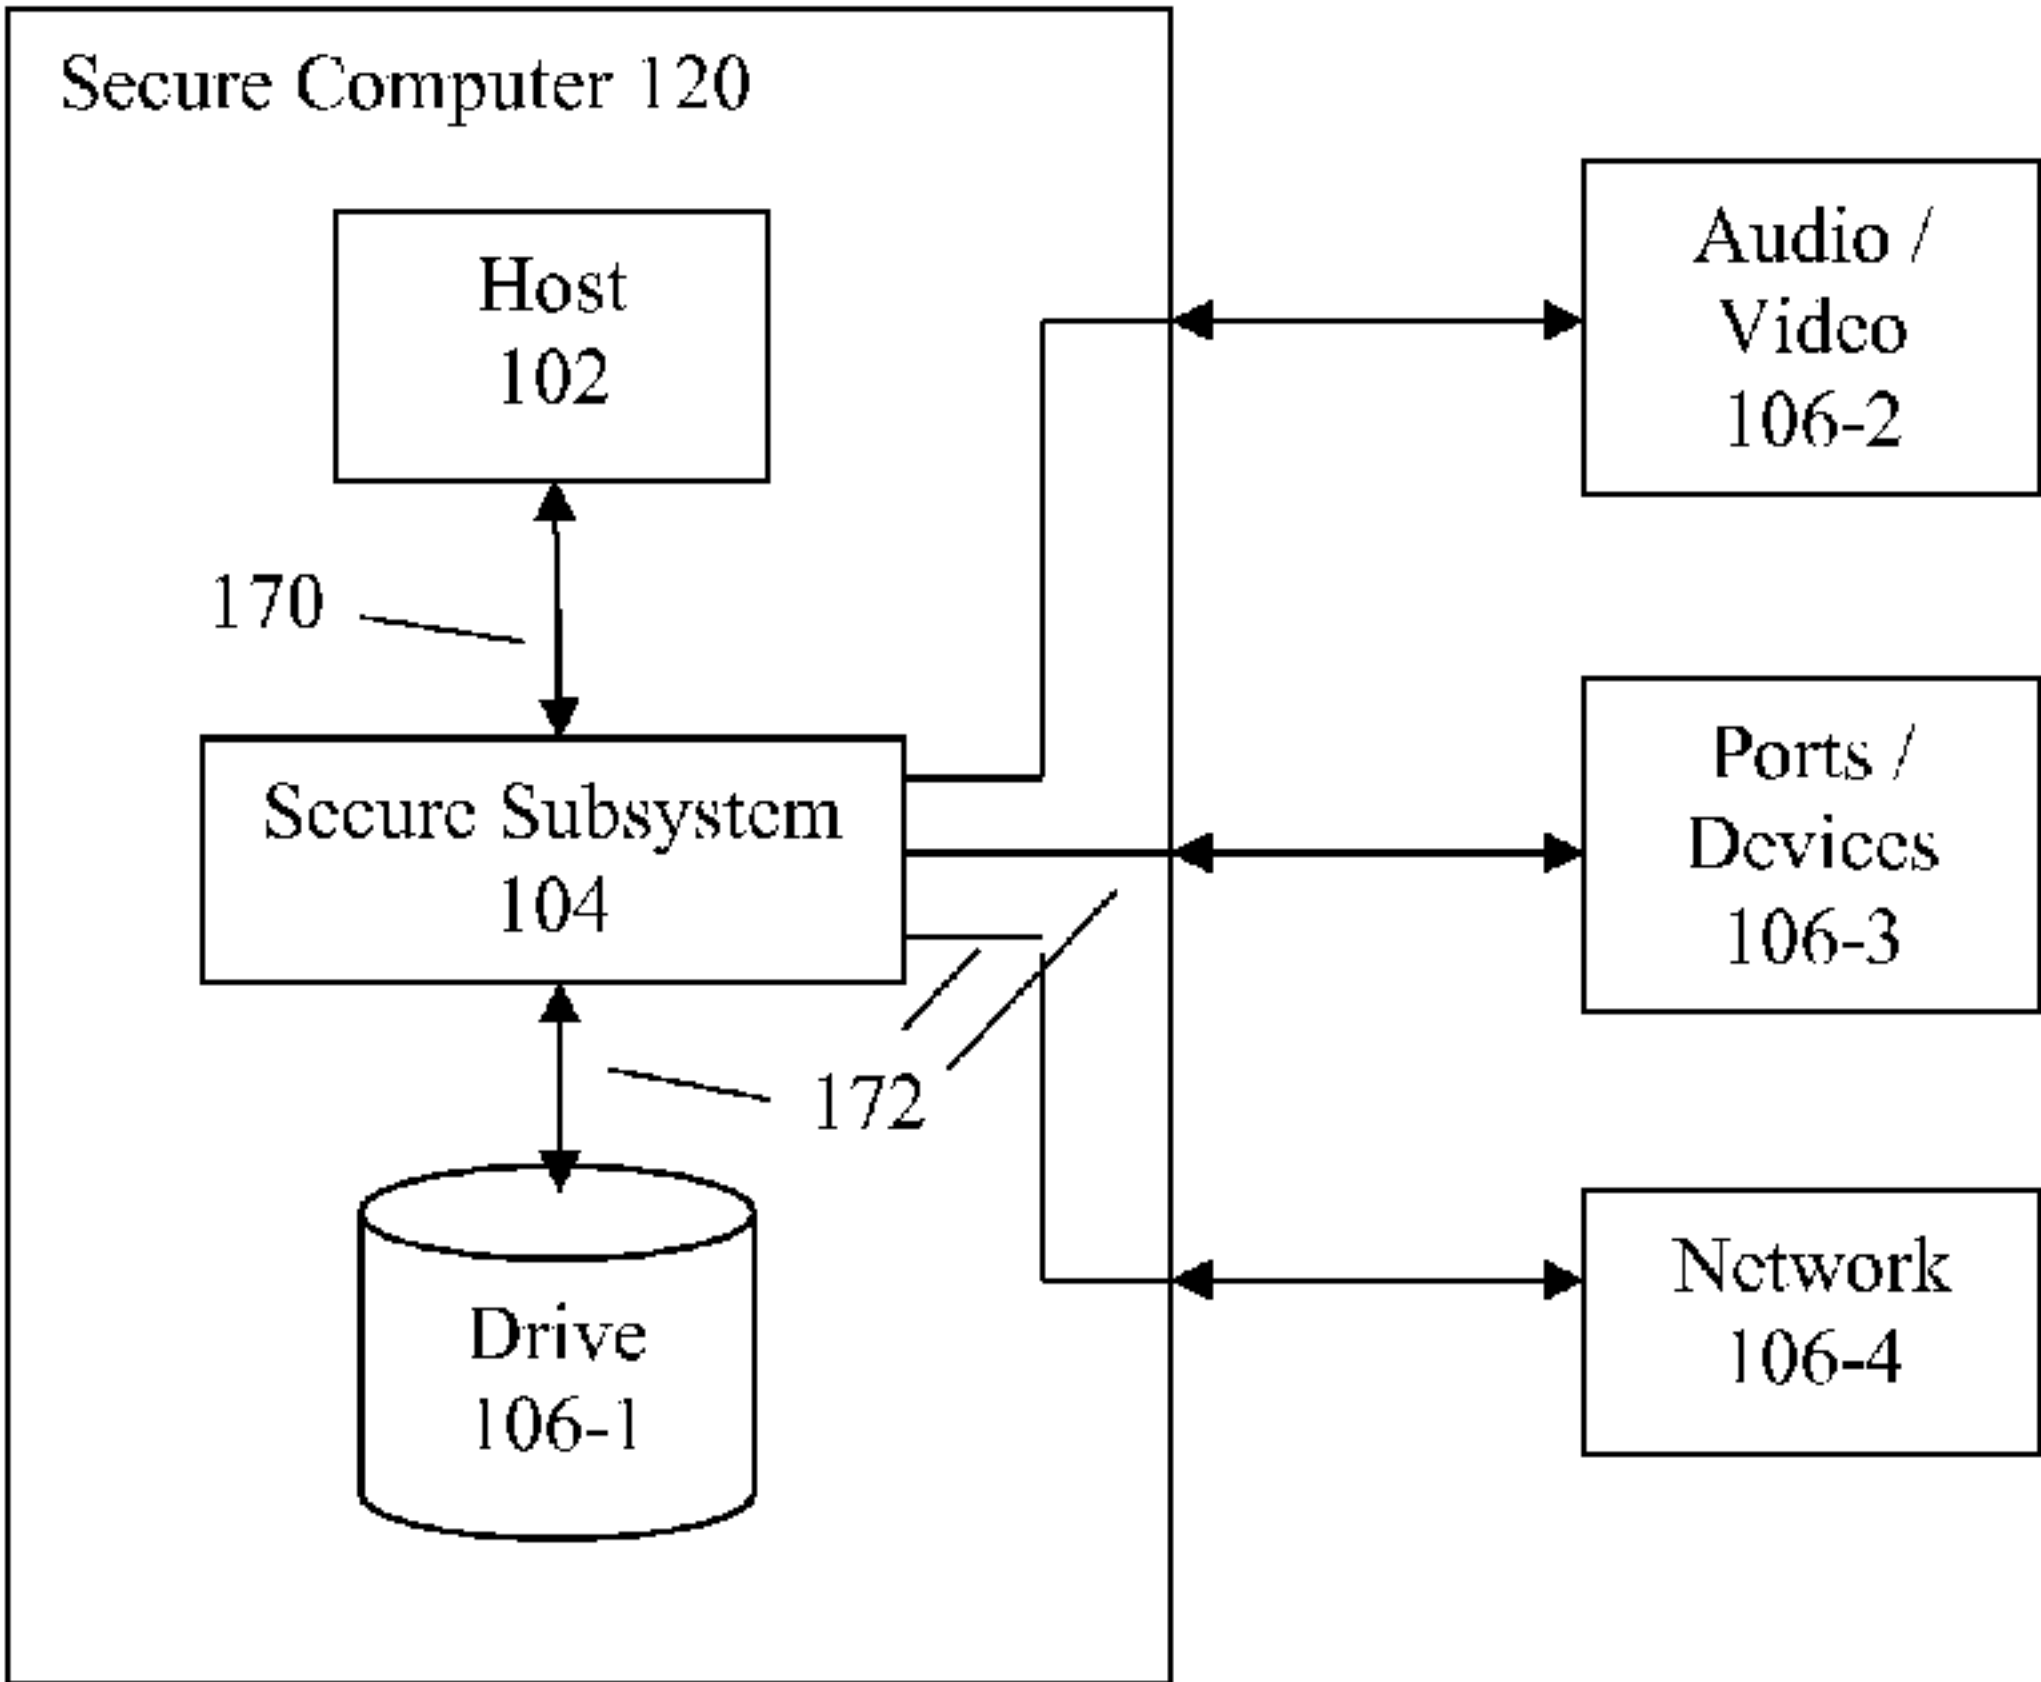 Secure Computer 120
Host
102
170
Secure Subsystem
104
172
Drive
106-1
Audio /
Video
106-2
Ports /
Devices
106-3
Network
106-4